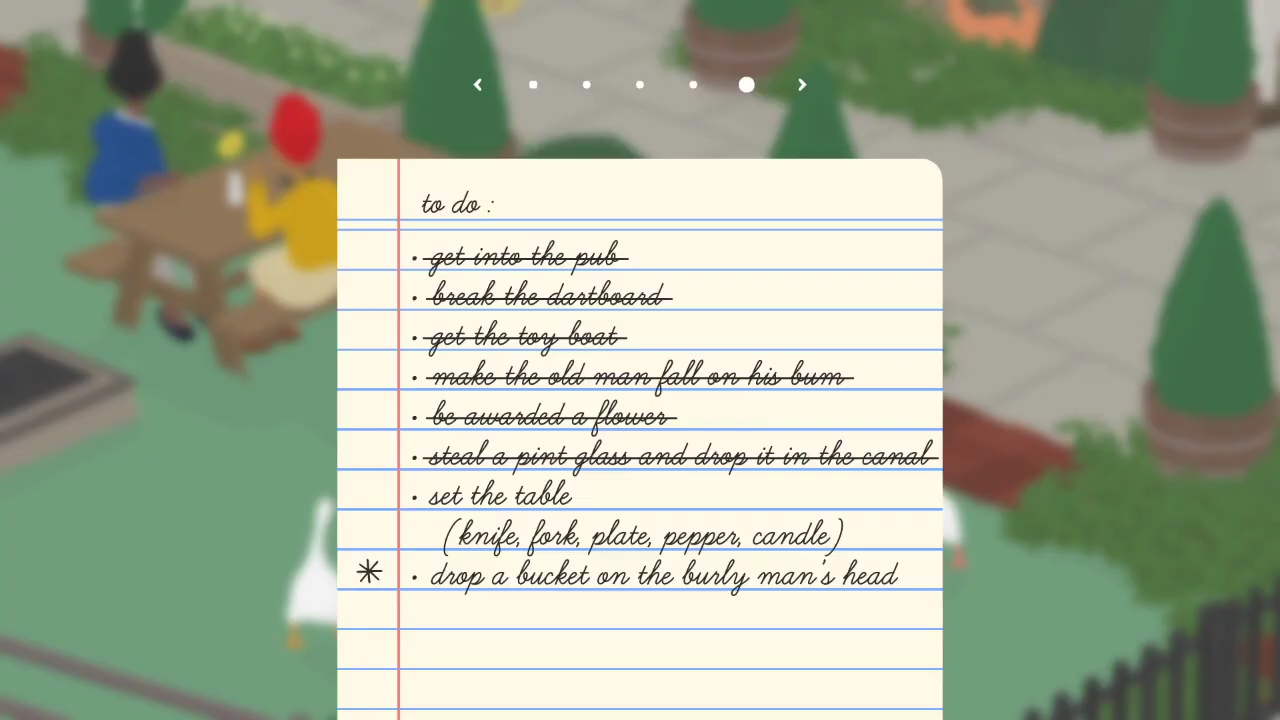 to do :
• get into the pub
• break the dartboard
• get the toy boat
• make the old man fall on his bum
• be awarded a flower
• steal a pint glass and drop it in the canal
• set the table
(knife, fork, plate, pepper, candle)
• drop a bucket on the burly man's head